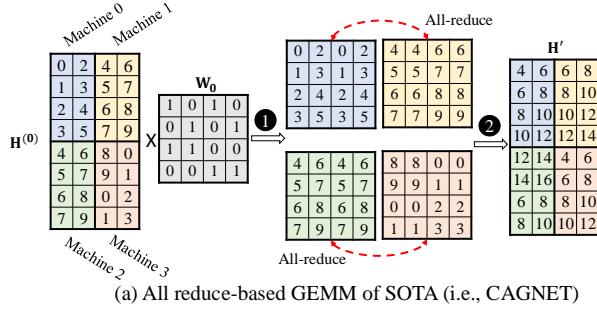 Machine 0 Machine 1
All-reduce
H(0)
W0
H′
0 2 4 6
1 3 5 7
2 4 6 8
3 5 7 9
4 6 8 0
5 7 9 1
6 8 0 2
7 9 1 3
Machine 2 Machine 3
X
1 0 1 0
0 1 0 1
1 1 0 0
0 0 1 1
1
0 2 0 2
1 3 1 3
2 4 2 4
3 5 3 5
4 4 6 6
5 5 7 7
6 6 8 8
7 7 9 9
4 6 4 6
5 7 5 7
6 8 6 8
7 9 7 9
8 8 0 0
9 9 1 1
0 0 2 2
1 1 3 3
All-reduce
2
4 6 6 8
6 8 8 10
8 10 10 12
10 12 12 14
12 14 4 6
14 16 6 8
6 8 8 10
8 10 10 12
(a) All reduce-based GEMM of SOTA (i.e., CAGNET)